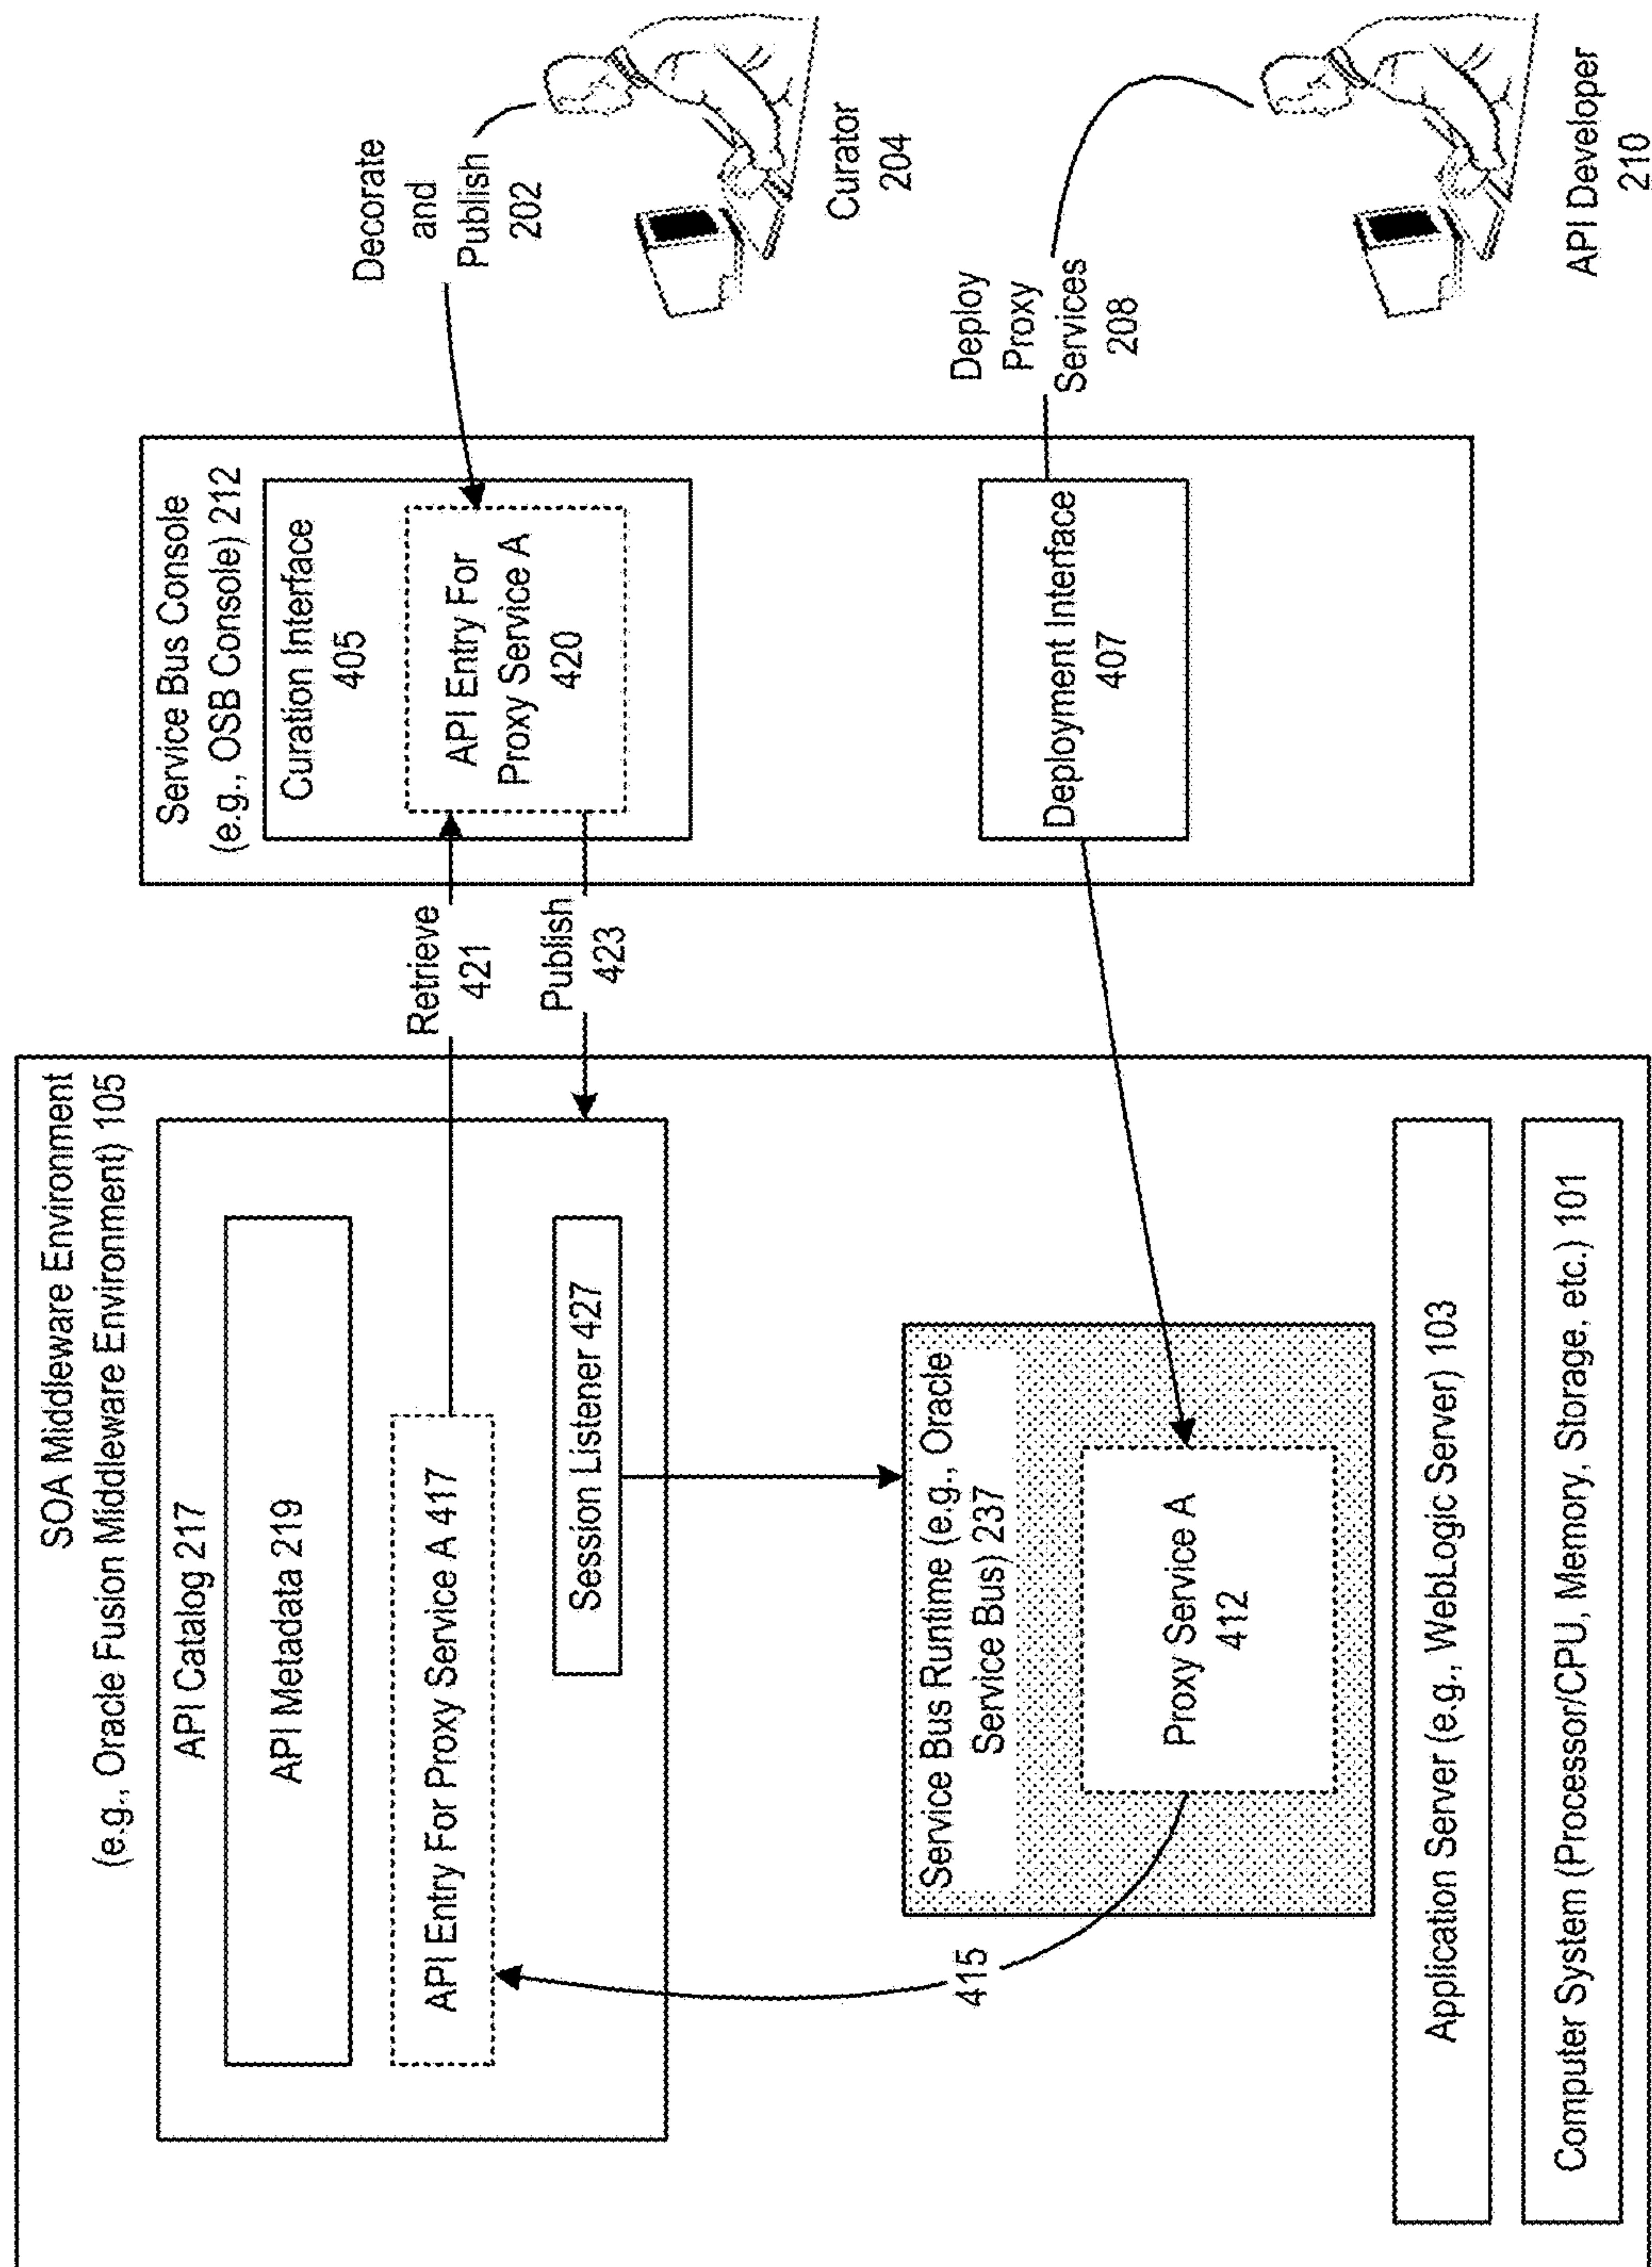 SOA Middleware Environment
(e.g., Oracle Fusion Middleware Environment) 105
API Catalog 217
API Metadata 219
API Entry For Proxy Service A 417
Session Listener 427
415
Service Bus Runtime (e.g., Oracle
Service Bus) 237
Proxy Service A
412
Application Server (e.g., WebLogic Server) 103
Computer System (Processor/CPU, Memory, Storage, etc.) 101
Retrieve
421
Publish
423
Service Bus Console
(e.g., OSB Console) 212
Curation Interface
405
API Entry For
Proxy Service A
420
Deployment Interface
407
Decorate
and
Publish
202
Curator
204
Deploy
Proxy
Services
208
API Developer
210